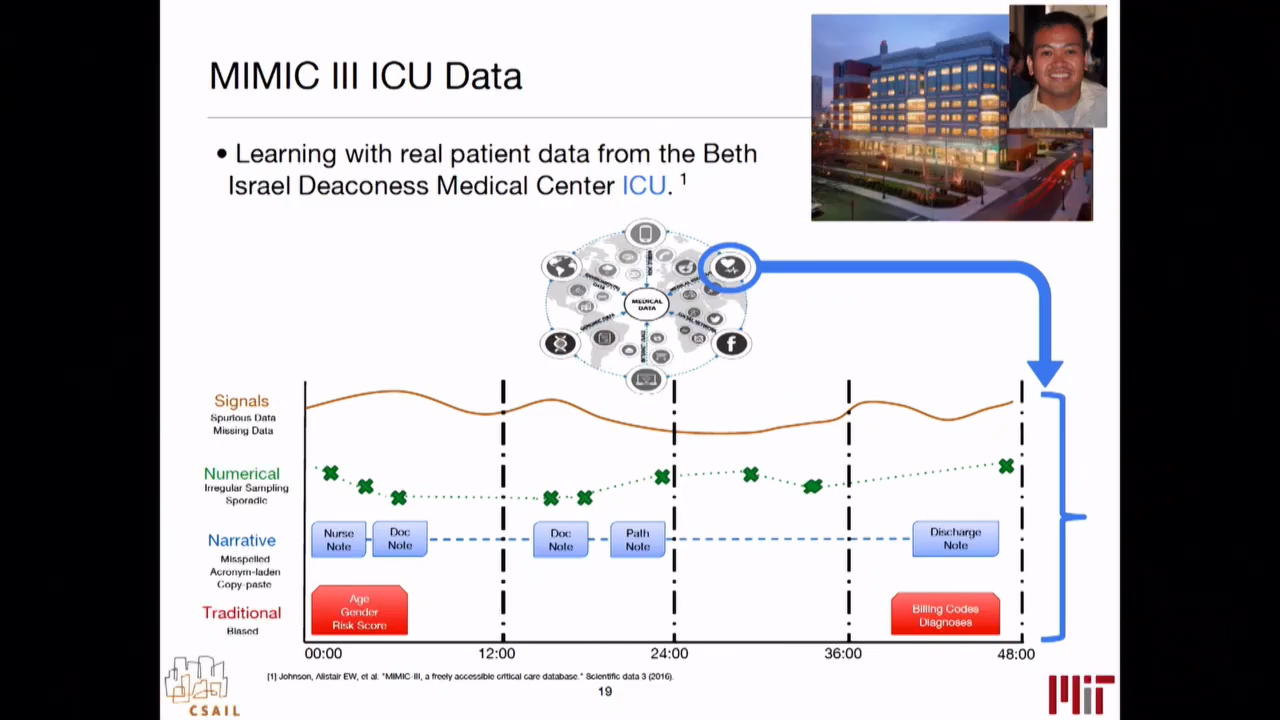 MIMIC III ICU Data
• Learning with real patient data from the Beth
Israel Deaconess Medical Center ICU. 1
MEDICAL
DATA
Signals
Spurious Data
Missing Data
Numerical
Irregular Sampling
Sporadic
Narrative
Misspelled
Acronym-laden
Copy-paste
Traditional
Biased
Nurse
Note
Doc
Note
Doc
Note
Path
Note
Discharge
Note
Age
Gender
Risk Score
Billing Codes
Diagnoses
00:00
12:00
24:00
36:00
48:00
[1] Johnson, Alistair EW, et al. "MIMIC-III, a freely accessible critical care database." Scientific data 3 (2016).
19
CSAIL
MIT